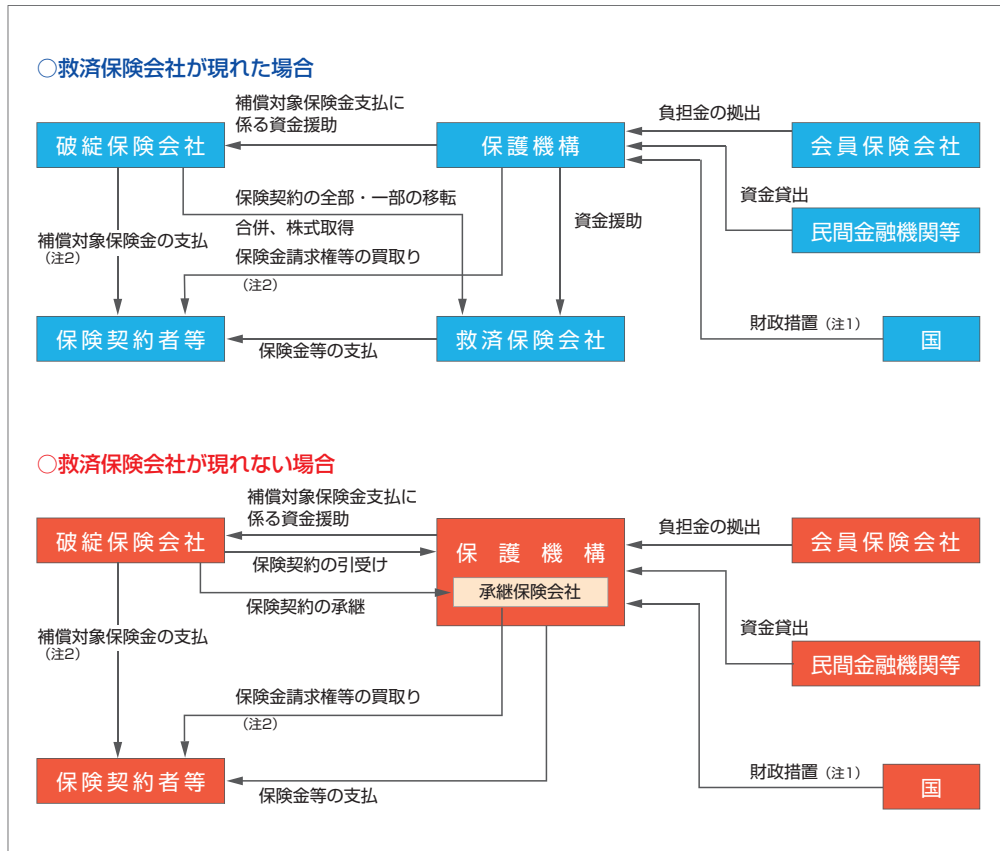 ○救済保険会社が現れた場合
補償対象保険金支払に
係る資金援助
負担金の拠出
破綻保険会社
保護機構
会員保険会社
保険契約の全部・一部の移転
資金貸出
合併、株式取得
資金援助
民間金融機関等
補償対象保険金の支払
(注2)
保険金請求権等の買取り
(注2)
財政措置(注1)
保険契約者等
保険金等の支払
救済保険会社
国
○救済保険会社が現れない場合
補償対象保険金支払に
係る資金援助
負担金の拠出
破綻保険会社
保護機構
会員保険会社
保険契約の引受け
承継保険会社
保険契約の承継
資金貸出
補償対象保険金の支払
(注2)
民間金融機関等
保険金請求権等の買取り
(注2)
財政措置(注1)
保険契約者等
保険金等の支払
国